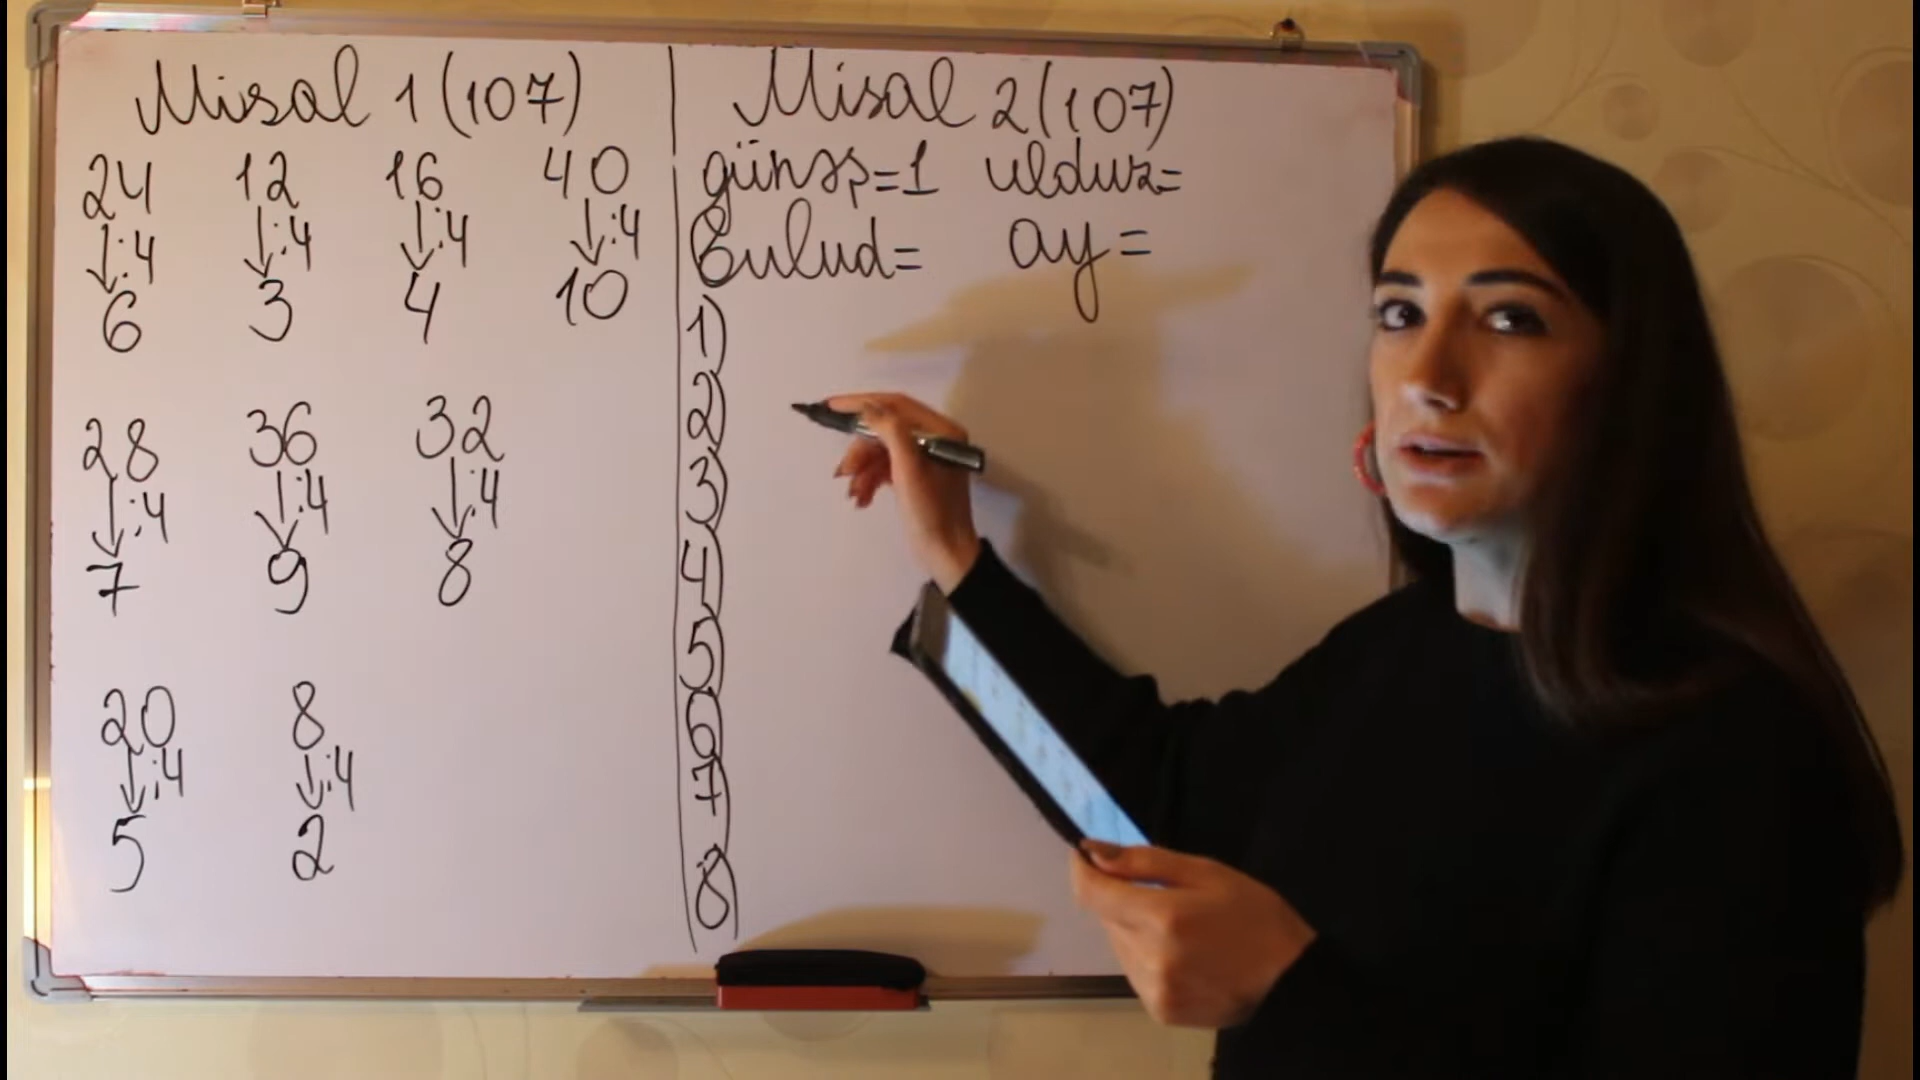 Misal 1 (107)
24 12 16 40
↓:4 ↓:4 ↓:4 ↓:4
6 3 4 10
28 36 32
↓:4 ↓:4 ↓:4
7 9 8
20 8
↓:4 ↓:4
5 2
Misal 2 (107)
günəş=1 ulduz=
bulud= ay=
1)
2)
3)
4)
5)
6)
7)
8)